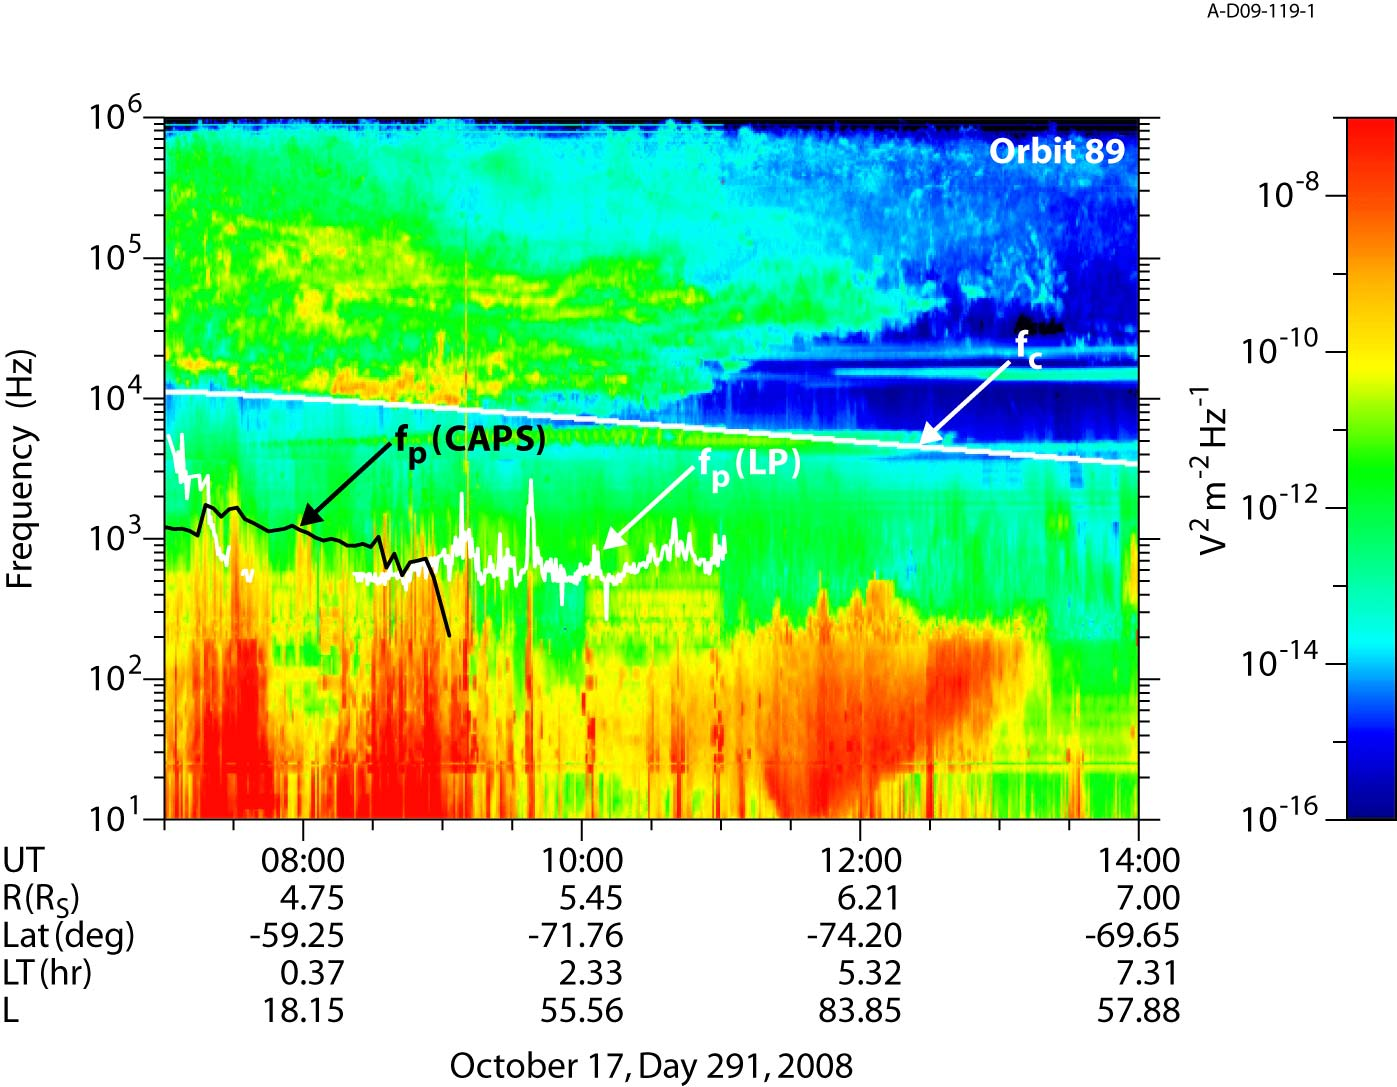 A-D09-119-1
Orbit 89
10^6
10^5
10^4
10^3
10^2
10^1
Frequency (Hz)
f_c
f_p (CAPS)
f_p (LP)
10^-8
10^-10
10^-12
10^-14
10^-16
V^2 m^-2 Hz^-1
UT 08:00 10:00 12:00 14:00
R(R_S) 4.75 5.45 6.21 7.00
Lat (deg) -59.25 -71.76 -74.20 -69.65
LT (hr) 0.37 2.33 5.32 7.31
L 18.15 55.56 83.85 57.88
October 17, Day 291, 2008